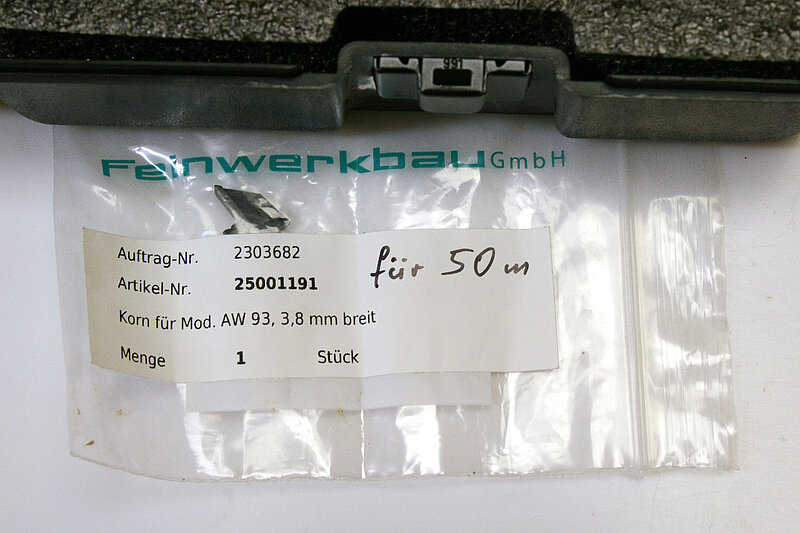 Feinwerkbau GmbH
Auftrag-Nr. 2303682
für 50 m
Artikel-Nr. 25001191
Korn für Mod. AW 93, 3,8 mm breit
Menge 1 Stück